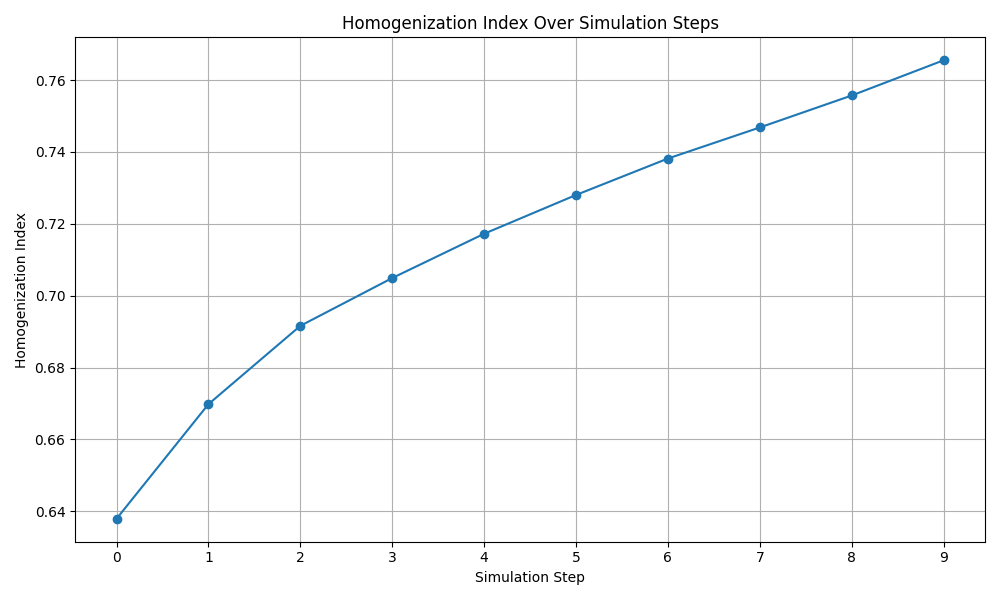 Homogenization Index Over Simulation Steps
Homogenization Index
0.76
0.74
0.72
0.70
0.68
0.66
0.64
0 1 2 3 4 5 6 7 8 9
Simulation Step